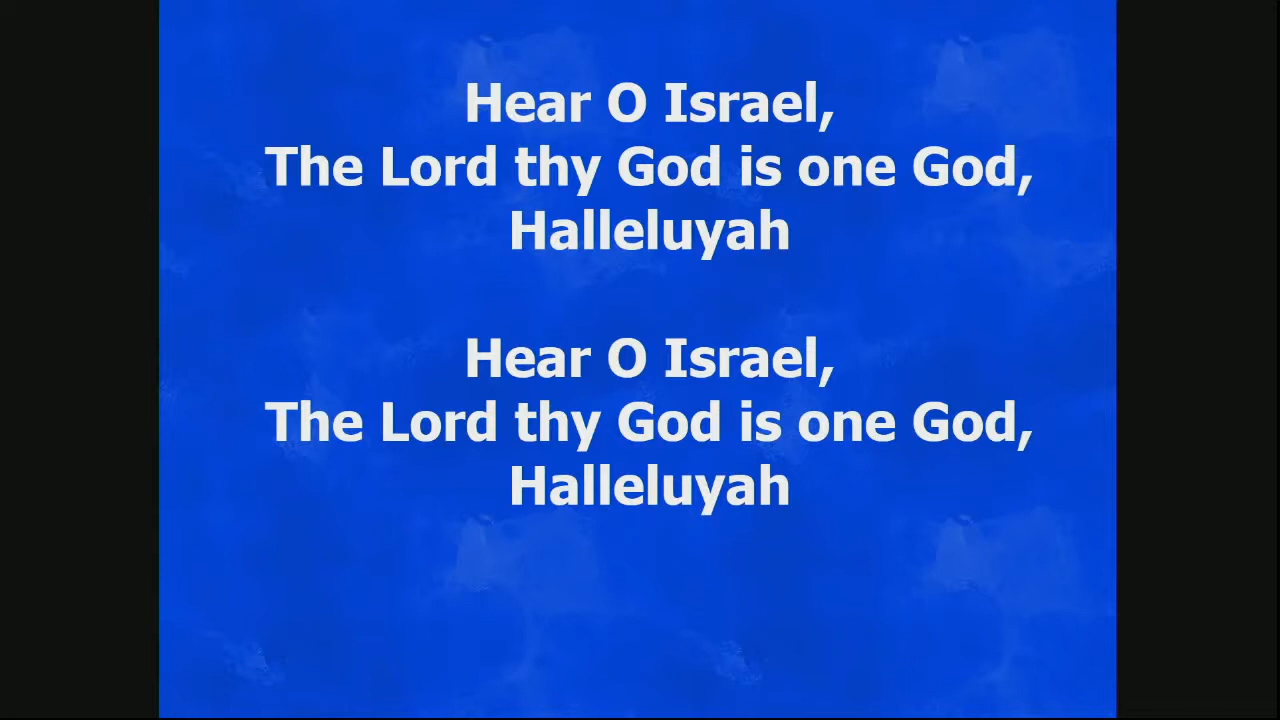 Hear O Israel,
The Lord thy God is one God,
Halleluyah
Hear O Israel,
The Lord thy God is one God,
Halleluyah